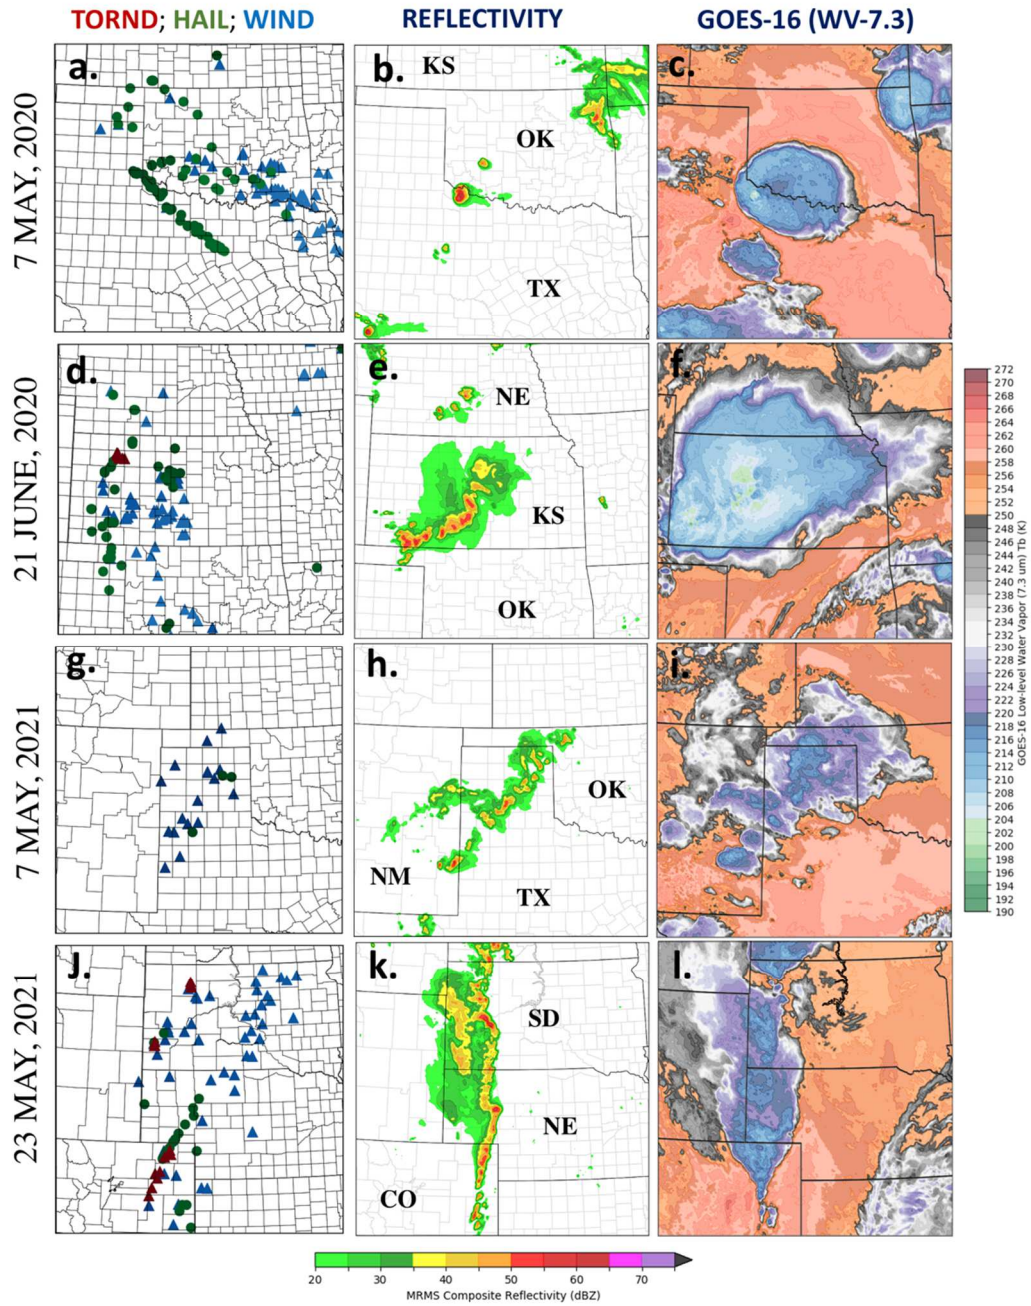 TORND; HAIL; WIND REFLECTIVITY GOES-16 (WV-7.3)
7 MAY, 2020
a.
b.
KS
OK
TX
c.
21 JUNE, 2020
d.
e.
NE
KS
OK
f.
7 MAY, 2021
g.
h.
OK
NM
TX
i.
23 MAY, 2021
J.
k.
SD
NE
CO
l.
272
270
268
266
264
262
260
258
256
254
252
250
248
246
244
242
240
238
236
234
232
230
228
226
224
222
220
218
216
214
212
210
208
206
204
202
200
198
196
194
192
190
GOES-16 Low-level Water Vapor (7.3 um) Tb (K)
20 30 40 50 60 70
MRMS Composite Reflectivity (dBZ)